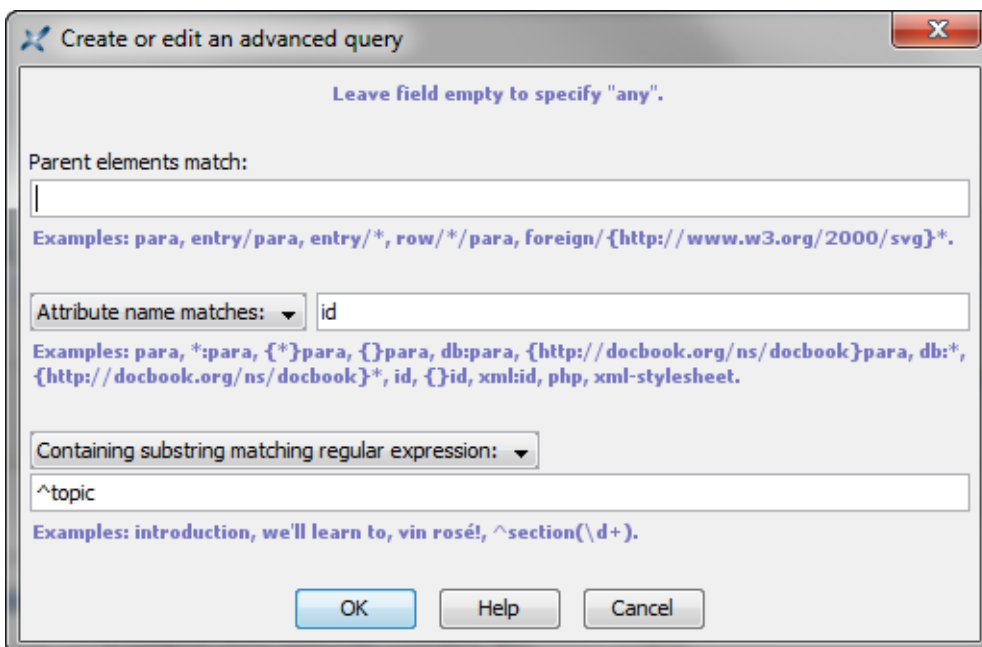 Create or edit an advanced query
Leave field empty to specify "any".
Parent elements match:
Examples: para, entry/para, entry/*, row/*/para, foreign/{http://www.w3.org/2000/svg}*.
Attribute name matches: id
Examples: para, *:para, {*}para, {}para, db:para, {http://docbook.org/ns/docbook}para, db:*,
{http://docbook.org/ns/docbook}*, id, {}id, xml:id, php, xml-stylesheet.
Containing substring matching regular expression:
^topic
Examples: introduction, we'll learn to, vin rosé!, ^section(\d+).
OK Help Cancel